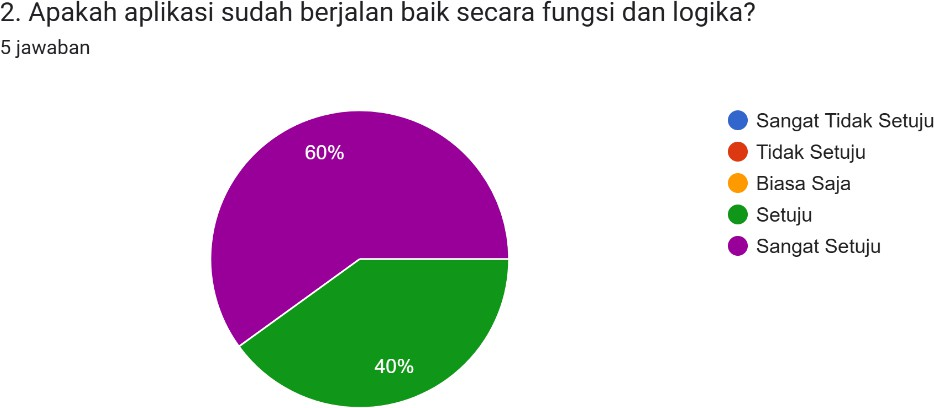 2. Apakah aplikasi sudah berjalan baik secara fungsi dan logika?
5 jawaban
60%
40%
Sangat Tidak Setuju
Tidak Setuju
Biasa Saja
Setuju
Sangat Setuju